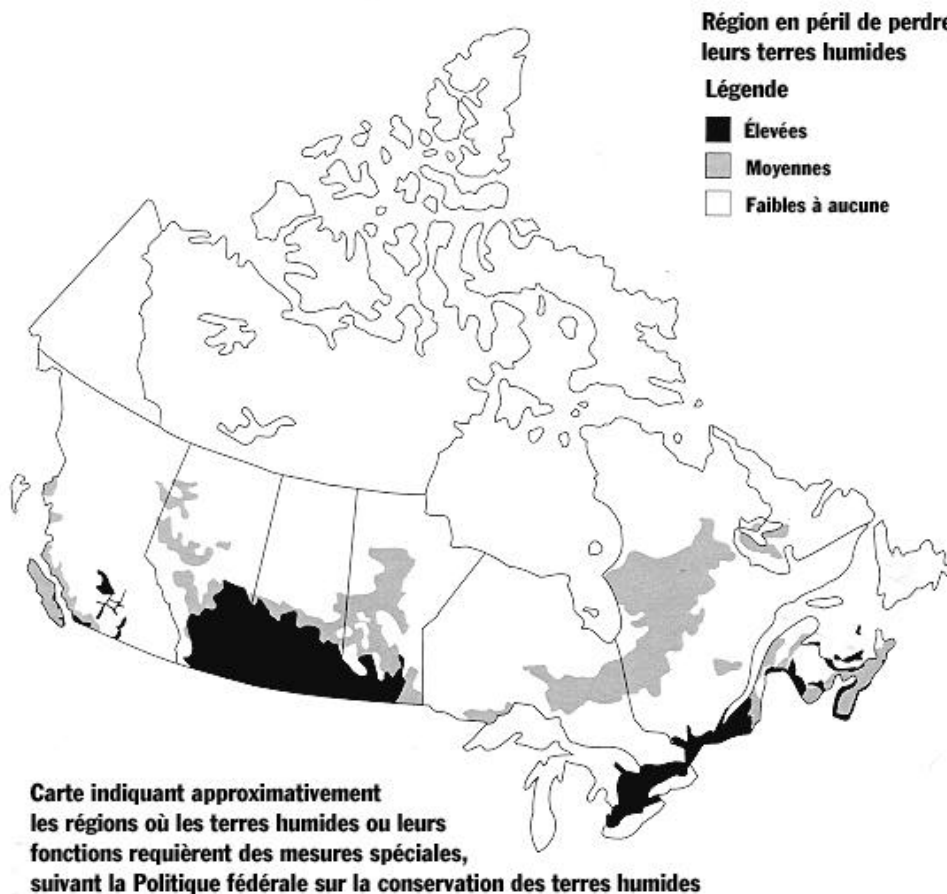 Région en péril de perdre
leurs terres humides
Légende
Élevées
Moyennes
Faibles à aucune
Carte indiquant approximativement
les régions où les terres humides ou leurs
fonctions requièrent des mesures spéciales,
suivant la Politique fédérale sur la conservation des terres humides